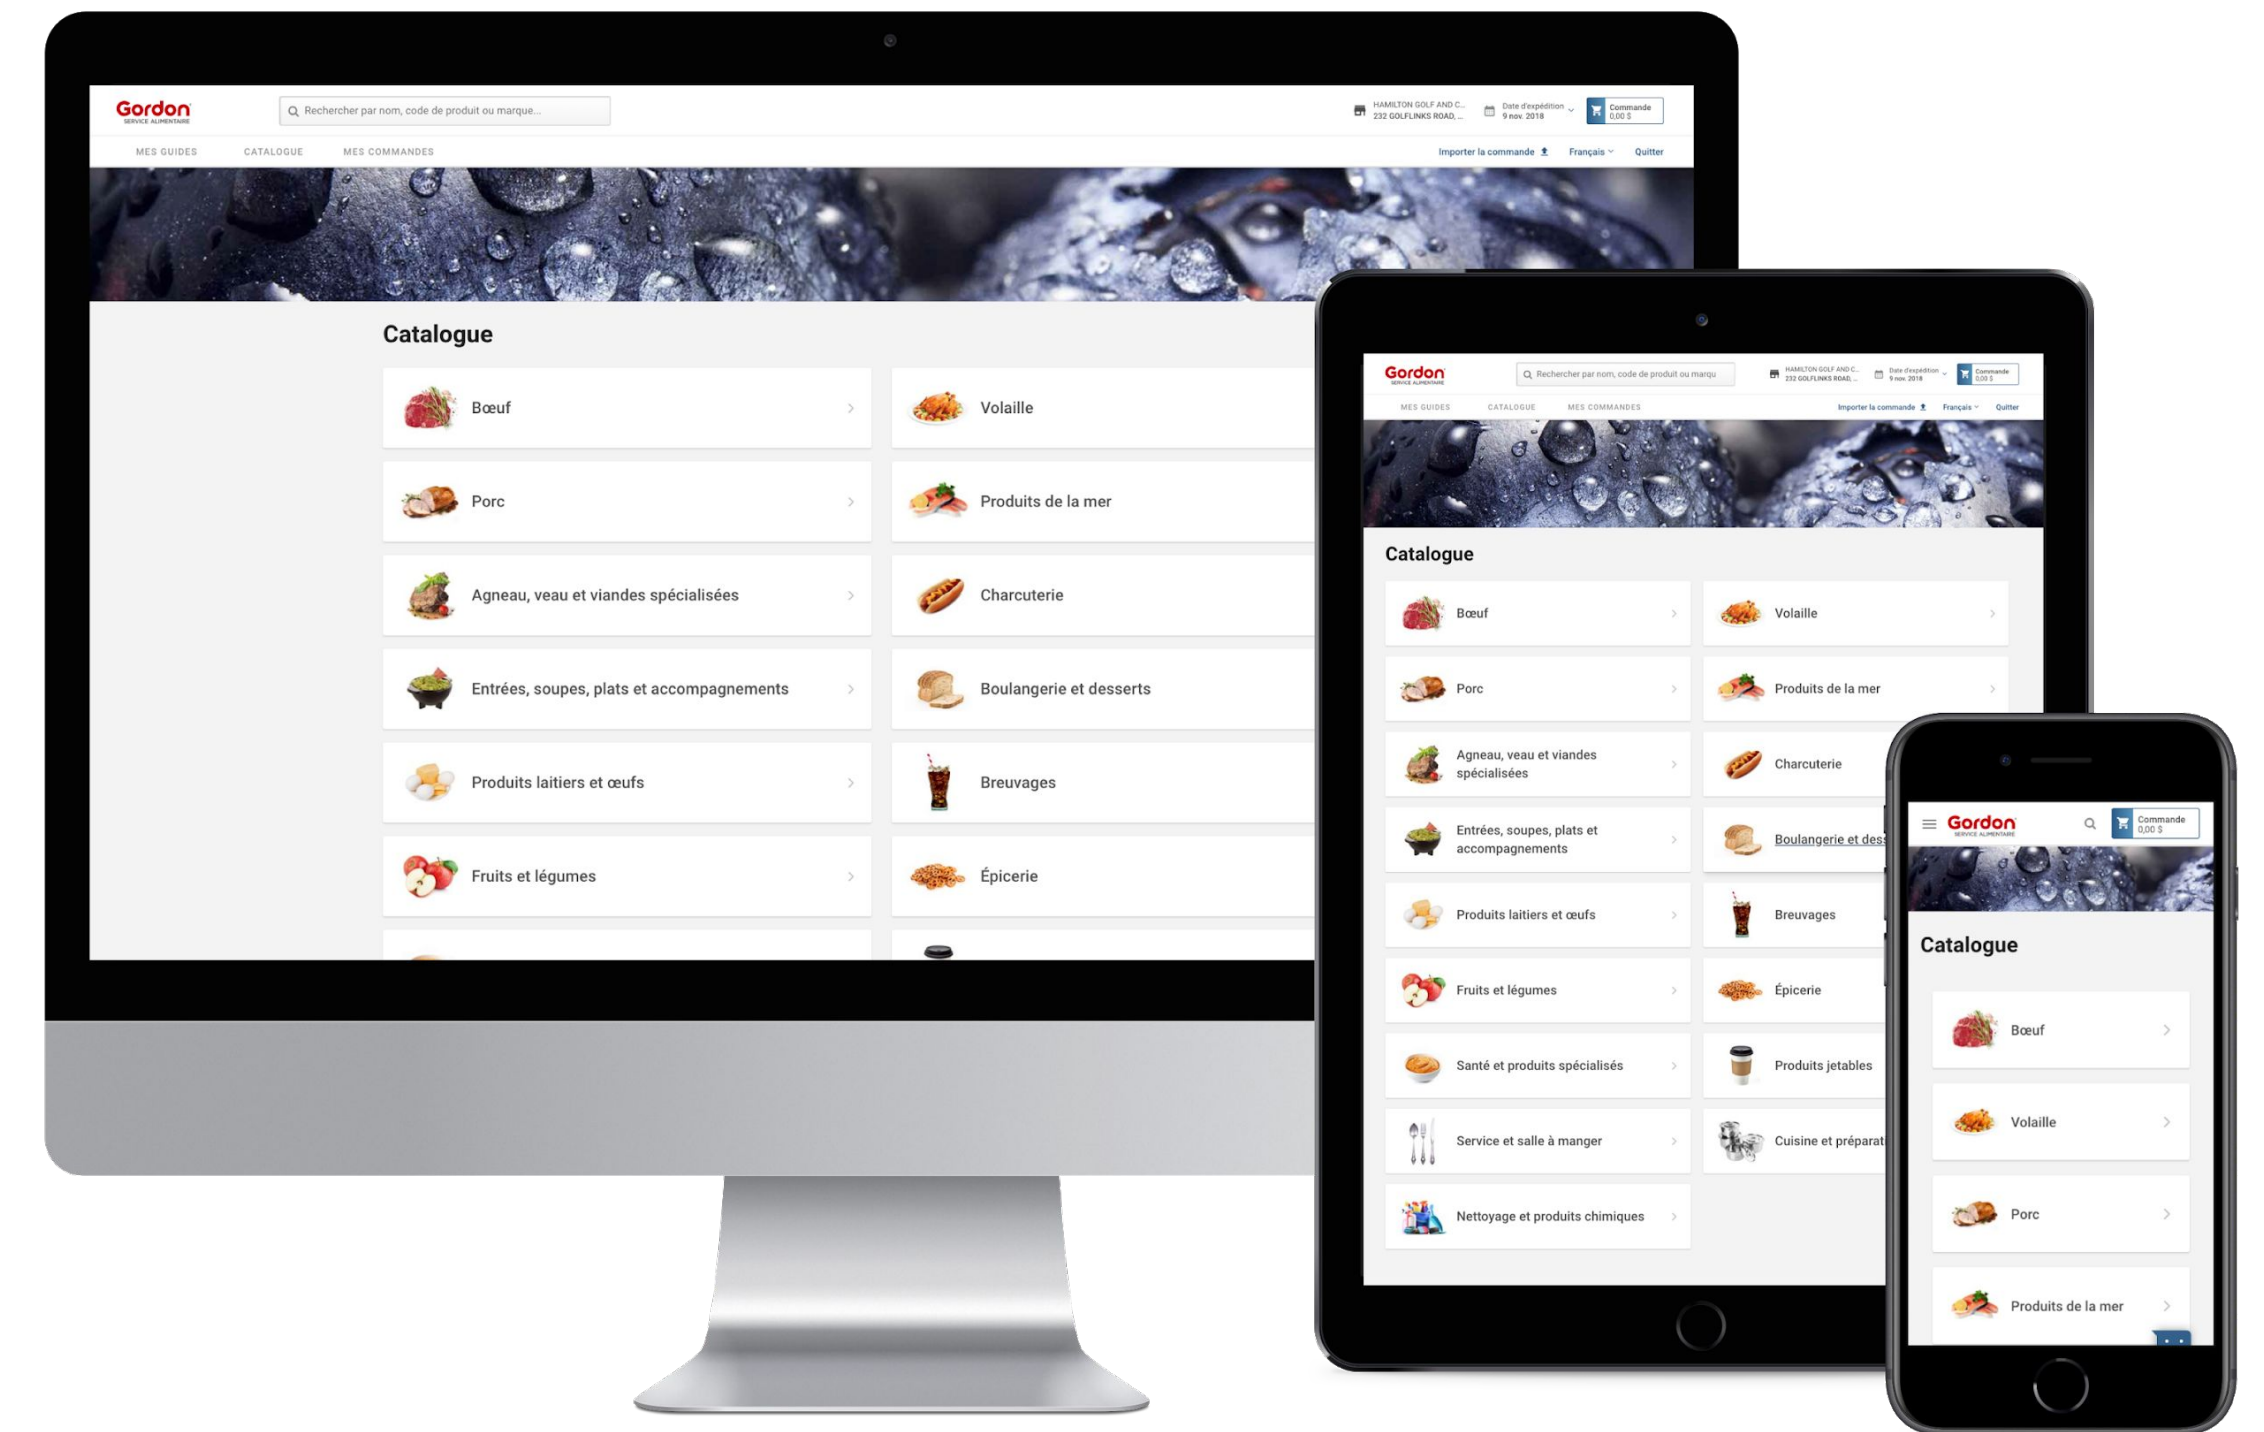 Gordon
SERVICE ALIMENTAIRE
Rechercher par nom, code de produit ou marque...
HAMILTON GOLF AND C...
232 GOLFLINKS ROAD, ...
Date d'expédition
9 nov. 2018
Commande
0,00 $
MES GUIDES
CATALOGUE
MES COMMANDES
Importer la commande
Français
Quitter
Catalogue
Bœuf
Volaille
Porc
Produits de la mer
Agneau, veau et viandes spécialisées
Charcuterie
Entrées, soupes, plats et accompagnements
Boulangerie et desserts
Produits laitiers et œufs
Breuvages
Fruits et légumes
Épicerie
Gordon
SERVICE ALIMENTAIRE
Rechercher par nom, code de produit ou marqu
HAMILTON GOLF AND C...
232 GOLFLINKS ROAD, ...
Date d'expédition
9 nov. 2018
Commande
0,00 $
MES GUIDES
CATALOGUE
MES COMMANDES
Importer la commande
Français
Quitter
Catalogue
Bœuf
Volaille
Porc
Produits de la mer
Agneau, veau et viandes
spécialisées
Charcuterie
Entrées, soupes, plats et
accompagnements
Boulangerie et des
Produits laitiers et œufs
Breuvages
Fruits et légumes
Épicerie
Santé et produits spécialisés
Produits jetables
Service et salle à manger
Cuisine et préparat
Nettoyage et produits chimiques
Gordon
SERVICE ALIMENTAIRE
Commande
0,00 $
Catalogue
Bœuf
Volaille
Porc
Produits de la mer